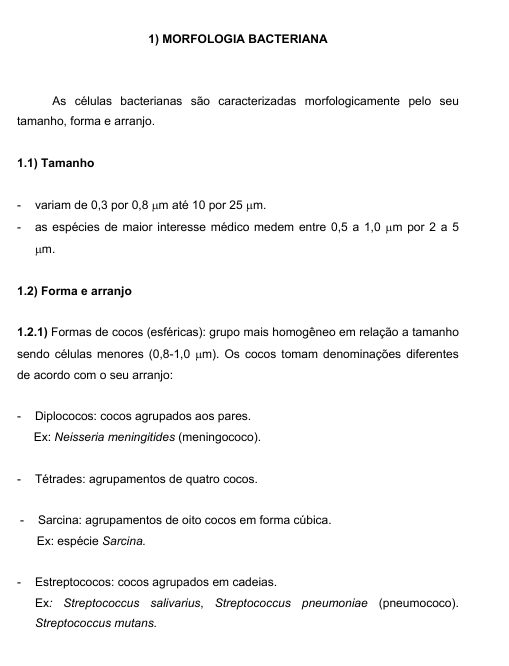 1) MORFOLOGIA BACTERIANA
As células bacterianas são caracterizadas morfologicamente pelo seu
tamanho, forma e arranjo.
1.1) Tamanho
- variam de 0,3 por 0,8 μm até 10 por 25 μm.
- as espécies de maior interesse médico medem entre 0,5 a 1,0 μm por 2 a 5
μm.
1.2) Forma e arranjo
1.2.1) Formas de cocos (esféricas): grupo mais homogêneo em relação a tamanho
sendo células menores (0,8-1,0 μm). Os cocos tomam denominações diferentes
de acordo com o seu arranjo:
- Diplococos: cocos agrupados aos pares.
Ex: Neisseria meningitides (meningococo).
- Tétrades: agrupamentos de quatro cocos.
- Sarcina: agrupamentos de oito cocos em forma cúbica.
Ex: espécie Sarcina.
- Estreptococos: cocos agrupados em cadeias.
Ex: Streptococcus salivarius, Streptococcus pneumoniae (pneumococo).
Streptococcus mutans.